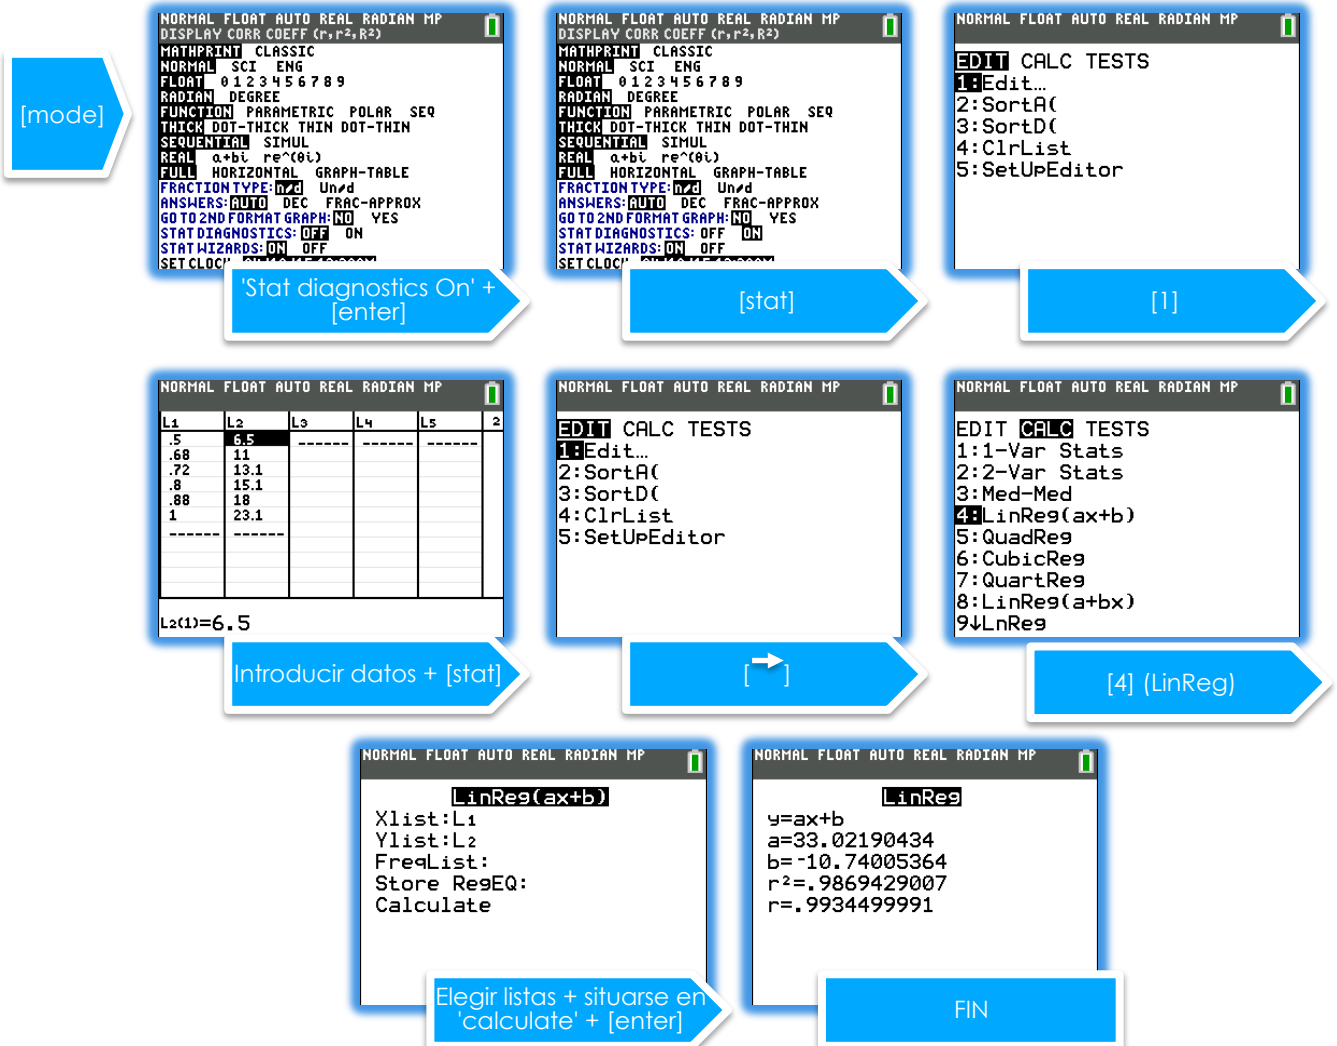 [mode]
NORMAL FLOAT AUTO REAL RADIAN MP
DISPLAY CORR COEFF (r,r²,R²)
MATHPRINT CLASSIC
NORMAL SCI ENG
FLOAT 0 1 2 3 4 5 6 7 8 9
RADIAN DEGREE
FUNCTION PARAMETRIC POLAR SEQ
THICK DOT-THICK THIN DOT-THIN
SEQUENTIAL SIMUL
REAL a+bi re^(θi)
FULL HORIZONTAL GRAPH-TABLE
FRACTION TYPE: n/d Un/d
ANSWERS: AUTO DEC FRAC-APPROX
GO TO 2ND FORMAT GRAPH: NO YES
STAT DIAGNOSTICS: OFF ON
STAT WIZARDS: ON OFF
SET CLOCK
'Stat diagnostics On' +
[enter]
NORMAL FLOAT AUTO REAL RADIAN MP
DISPLAY CORR COEFF (r,r²,R²)
MATHPRINT CLASSIC
NORMAL SCI ENG
FLOAT 0 1 2 3 4 5 6 7 8 9
RADIAN DEGREE
FUNCTION PARAMETRIC POLAR SEQ
THICK DOT-THICK THIN DOT-THIN
SEQUENTIAL SIMUL
REAL a+bi re^(θi)
FULL HORIZONTAL GRAPH-TABLE
FRACTION TYPE: n/d Un/d
ANSWERS: AUTO DEC FRAC-APPROX
GO TO 2ND FORMAT GRAPH: NO YES
STAT DIAGNOSTICS: OFF ON
STAT WIZARDS: ON OFF
SET CLOCK
[stat]
NORMAL FLOAT AUTO REAL RADIAN MP
EDIT CALC TESTS
1:Edit…
2:SortA(
3:SortD(
4:ClrList
5:SetUpEditor
[1]
NORMAL FLOAT AUTO REAL RADIAN MP
L1 L2 L3 L4 L5 2
.5 6.5 ------ ------ ------
.68 11
.72 13.1
.8 15.1
.88 18
1 23.1
------ ------
L2(1)=6.5
Introducir datos + [stat]
NORMAL FLOAT AUTO REAL RADIAN MP
EDIT CALC TESTS
1:Edit…
2:SortA(
3:SortD(
4:ClrList
5:SetUpEditor
[→]
NORMAL FLOAT AUTO REAL RADIAN MP
EDIT CALC TESTS
1:1-Var Stats
2:2-Var Stats
3:Med-Med
4:LinReg(ax+b)
5:QuadReg
6:CubicReg
7:QuartReg
8:LinReg(a+bx)
9↓LnReg
[4] (LinReg)
NORMAL FLOAT AUTO REAL RADIAN MP
LinReg(ax+b)
Xlist:L1
Ylist:L2
FreqList:
Store RegEQ:
Calculate
Elegir listas + situarse en
'calculate' + [enter]
NORMAL FLOAT AUTO REAL RADIAN MP
LinReg
y=ax+b
a=33.02190434
b=-10.74005364
r²=.9869429007
r=.9934499991
FIN